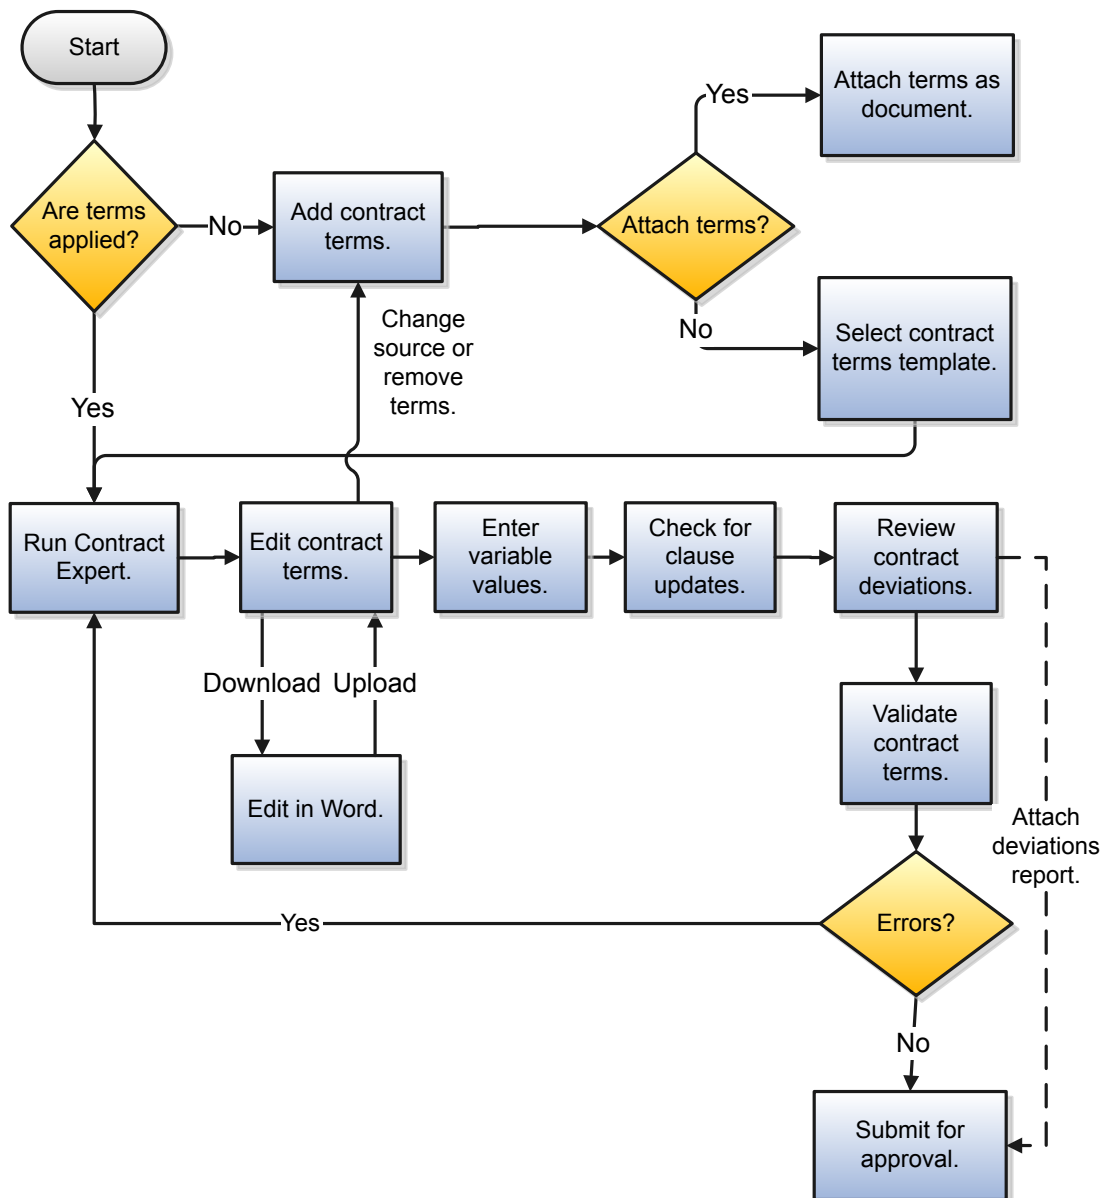 Start
Are terms
applied?
No
Add contract
terms.
Attach terms?
Yes
Attach terms as
document.
No
Select contract
terms template.
Change
source or
remove
terms.
Yes
Run Contract
Expert.
Edit contract
terms.
Enter
variable
values.
Check for
clause
updates.
Review
contract
deviations.
Download
Upload
Edit in Word.
Validate
contract
terms.
Attach
deviations
report.
Errors?
Yes
No
Submit for
approval.